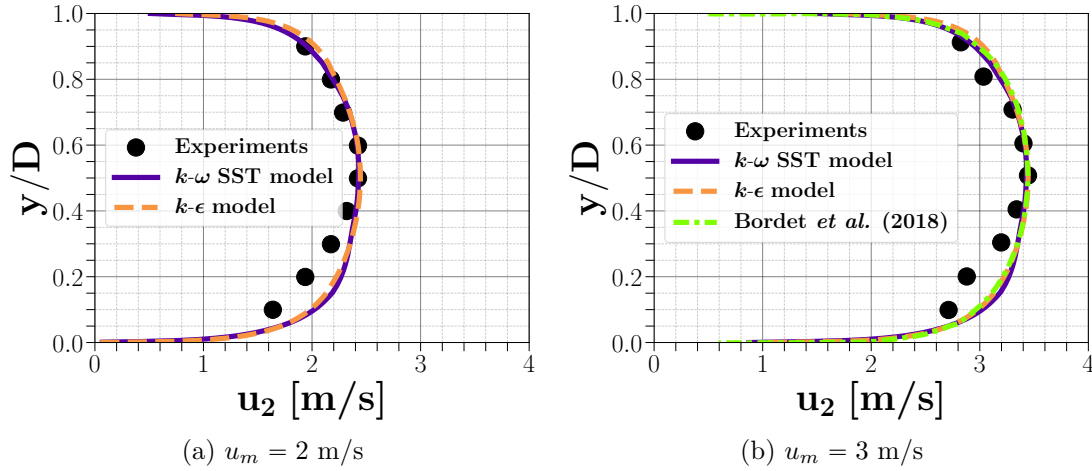 1.0
0.8
0.6
0.4
0.2
0.0
y/D
Experiments
k-ω SST model
k-ϵ model
0 1 2 3 4
u₂ [m/s]
(a) uₘ = 2 m/s
1.0
0.8
0.6
0.4
0.2
0.0
y/D
Experiments
k-ω SST model
k-ϵ model
Bordet et al. (2018)
0 1 2 3 4
u₂ [m/s]
(b) uₘ = 3 m/s